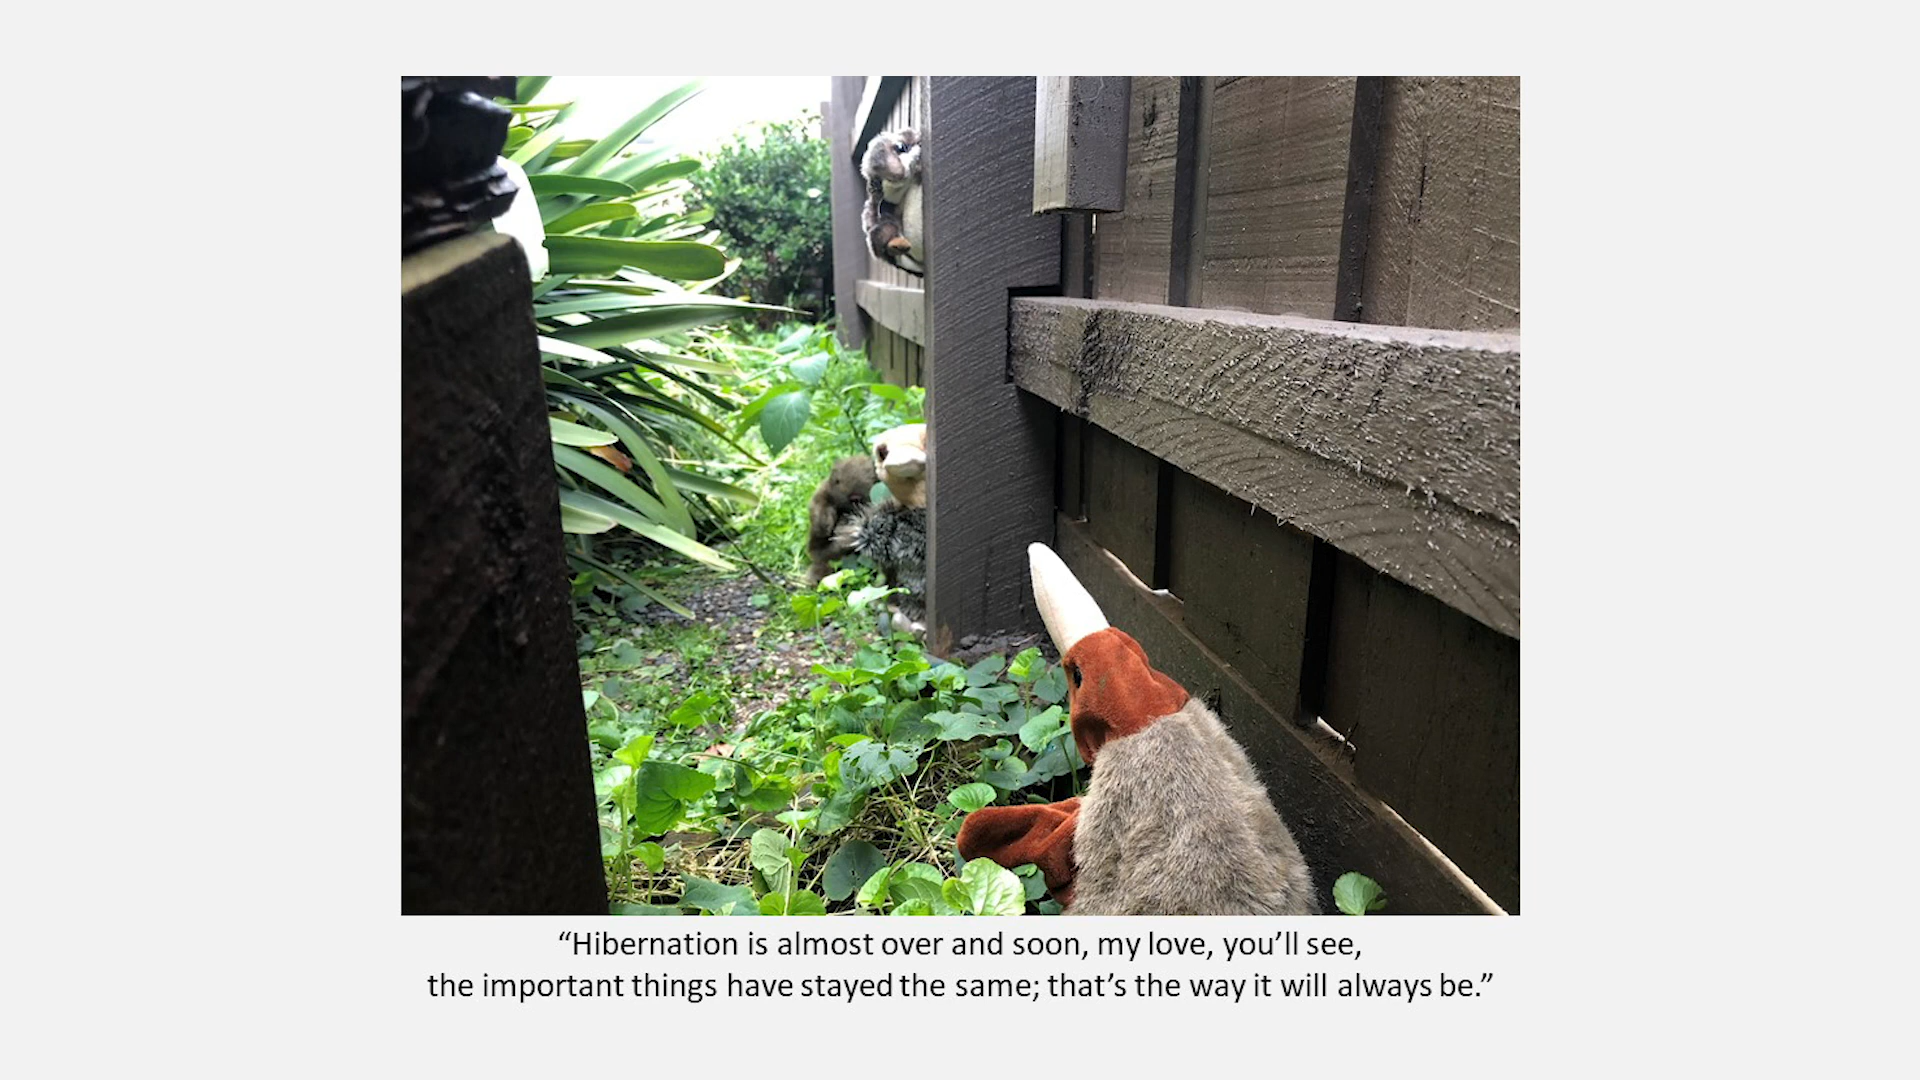 “Hibernation is almost over and soon, my love, you’ll see,
the important things have stayed the same; that’s the way it will always be.”